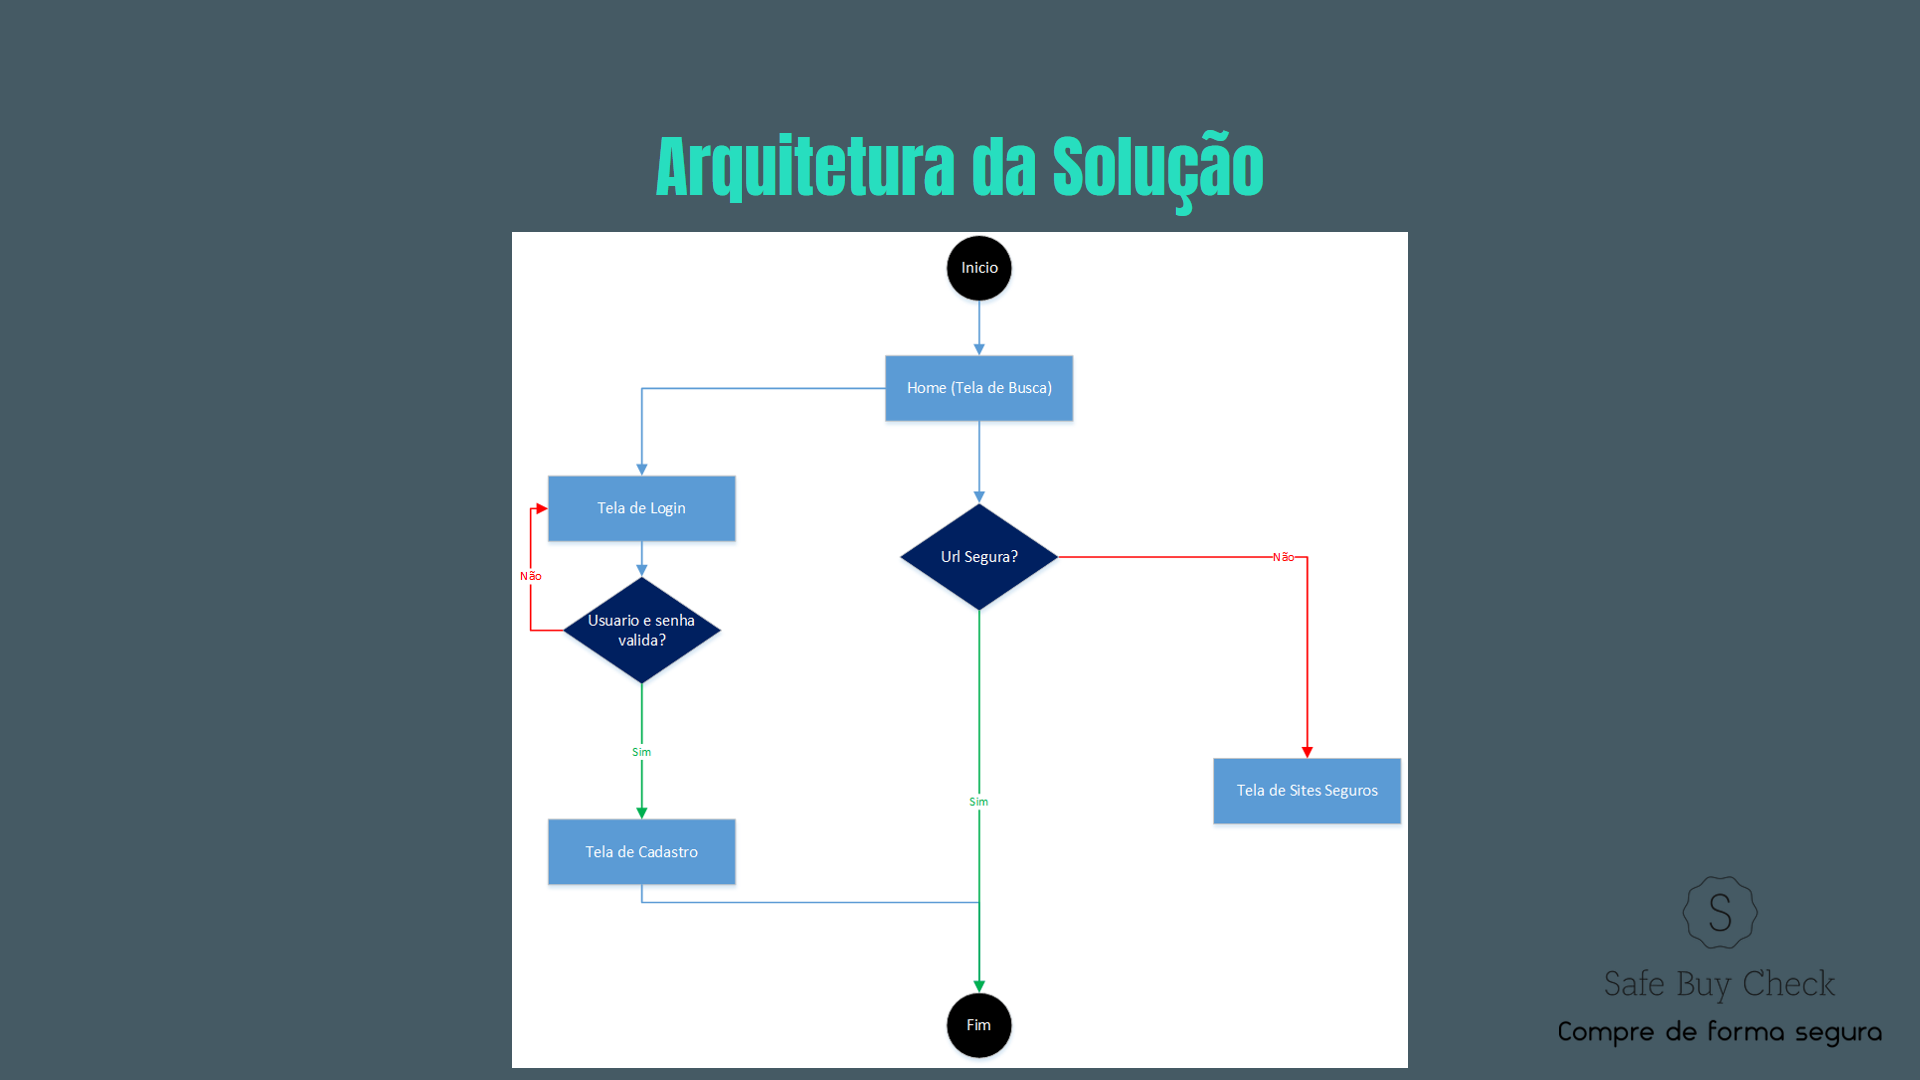 Arquitetura da Solução
Inicio
Home (Tela de Busca)
Tela de Login
Url Segura?
Não
Não
Usuario e senha
valida?
Sim
Tela de Sites Seguros
Sim
Tela de Cadastro
S
Safe Buy Check
Fim
Compre de forma segura